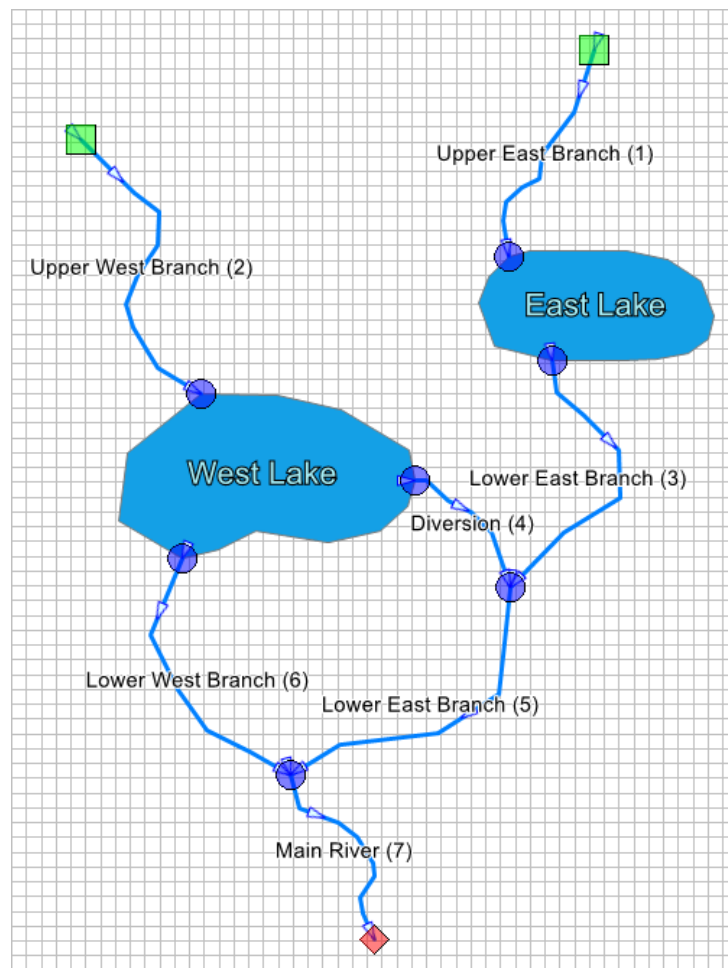 Upper East Branch (1)
Upper West Branch (2)
East Lake
West Lake
Lower East Branch (3)
Diversion (4)
Lower West Branch (6)
Lower East Branch (5)
Main River (7)